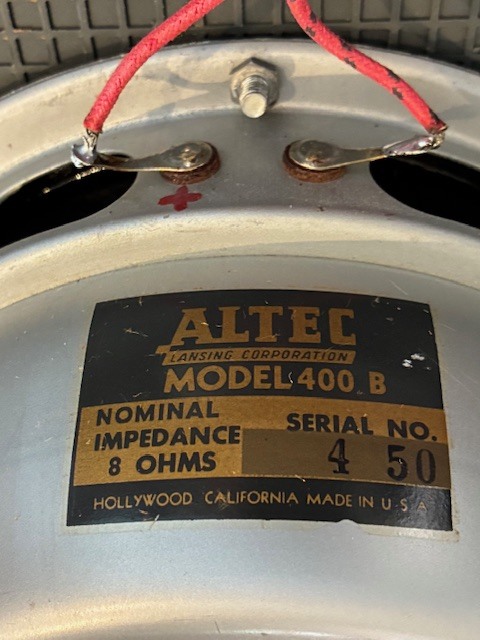 +
ALTEC
LANSING CORPORATION
MODEL 400 B
NOMINAL
IMPEDANCE
8 OHMS
SERIAL NO.
4 50
HOLLYWOOD CALIFORNIA MADE IN U.S.A